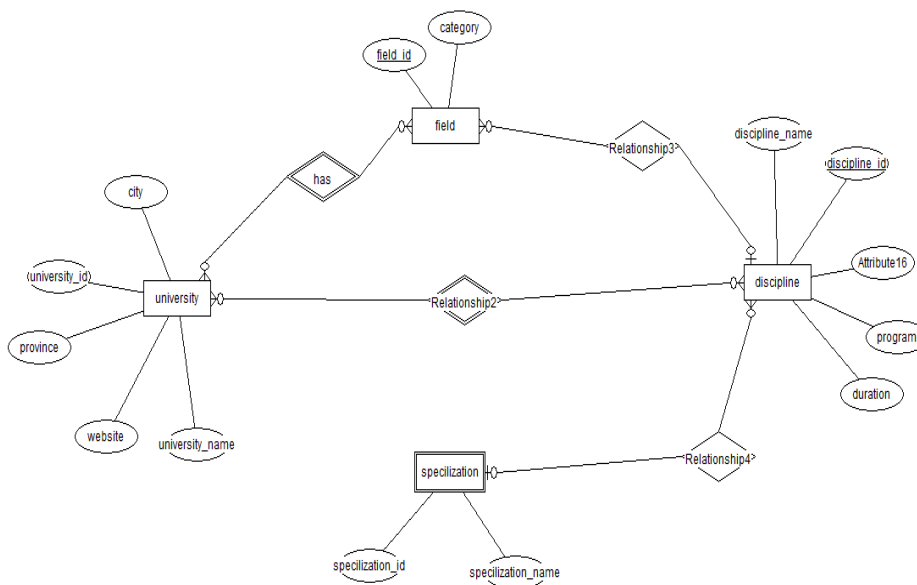 category
field_id
field
Relationship3
discipline_name
discipline_id
has
city
university_id
university
Relationship2
discipline
Attribute16
province
program
duration
website
university_name
specilization
Relationship4
specilization_id
specilization_name